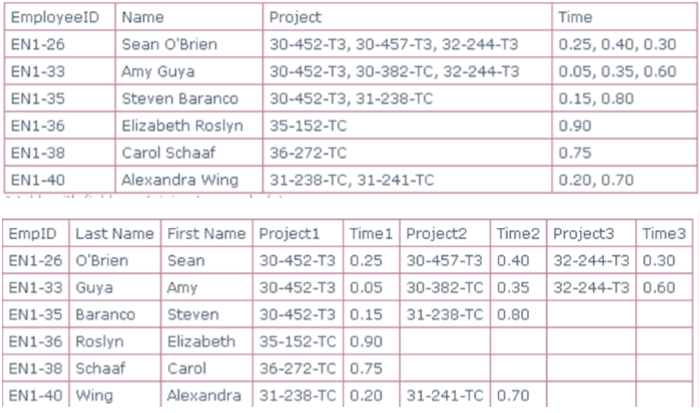 EmployeeID Name Project Time
EN1-26 Sean O'Brien 30-452-T3, 30-457-T3, 32-244-T3 0.25, 0.40, 0.30
EN1-33 Amy Guya 30-452-T3, 30-382-TC, 32-244-T3 0.05, 0.35, 0.60
EN1-35 Steven Baranco 30-452-T3, 31-238-TC 0.15, 0.80
EN1-36 Elizabeth Roslyn 35-152-TC 0.90
EN1-38 Carol Schaaf 36-272-TC 0.75
EN1-40 Alexandra Wing 31-238-TC, 31-241-TC 0.20, 0.70
EmpID Last Name First Name Project1 Time1 Project2 Time2 Project3 Time3
EN1-26 O'Brien Sean 30-452-T3 0.25 30-457-T3 0.40 32-244-T3 0.30
EN1-33 Guya Amy 30-452-T3 0.05 30-382-TC 0.35 32-244-T3 0.60
EN1-35 Baranco Steven 30-452-T3 0.15 31-238-TC 0.80
EN1-36 Roslyn Elizabeth 35-152-TC 0.90
EN1-38 Schaaf Carol 36-272-TC 0.75
EN1-40 Wing Alexandra 31-238-TC 0.20 31-241-TC 0.70